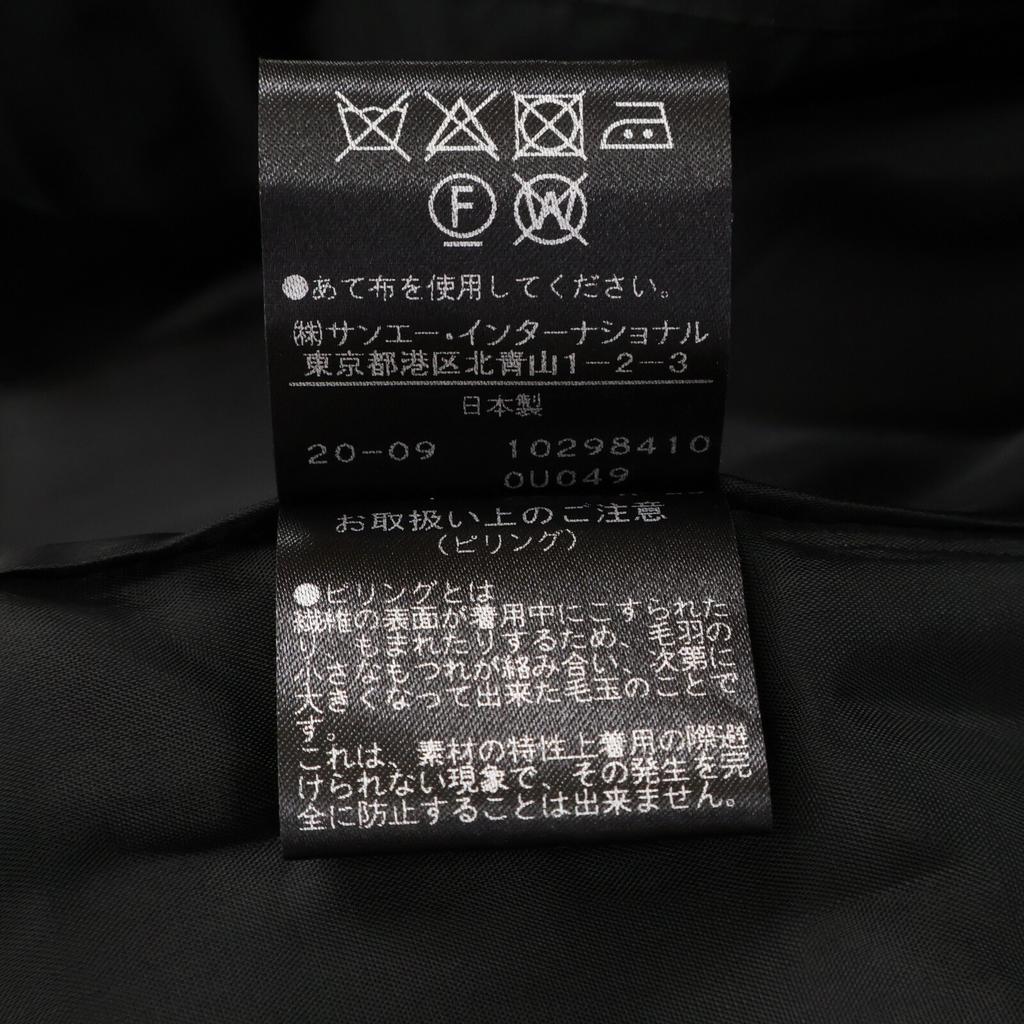 F W
●あて布を使用してください。
㈱サンエー・インターナショナル
東京都港区北青山1-2-3
日本製
20-09 10298410
0U049
お取扱い上のご注意
(ピリング)
●ピリングとは
繊維の表面が着用中にこすられた
りもまれたりするため、毛羽の
小さなもつれが絡み合い、次第に
大きくなって出来た毛玉のことで
す。
これは、素材の特性上着用の際避
けられない現象で、その発生を完
全に防止することは出来ません。